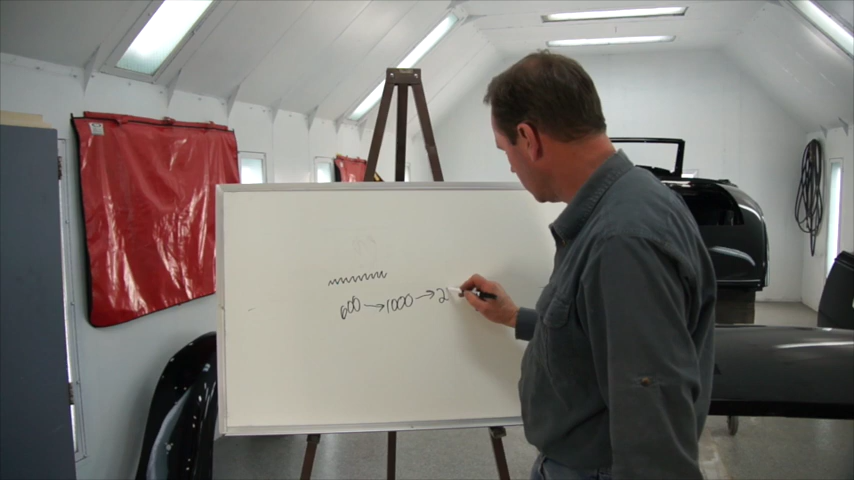 600 → 1000 → 2